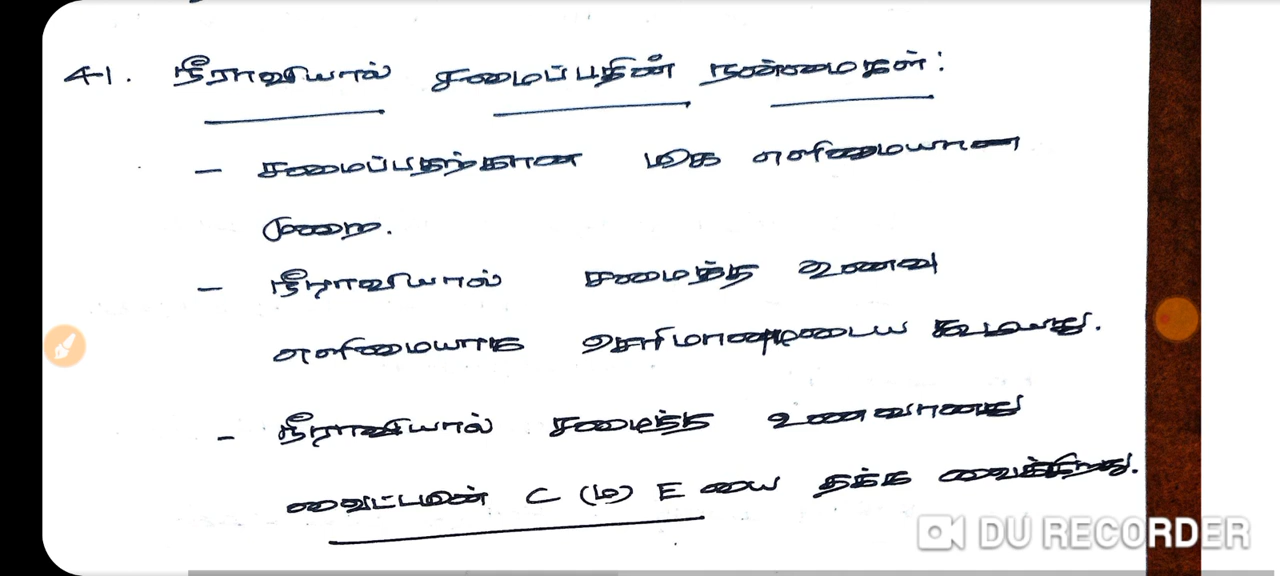 41. நீராவியால் சமைப்பதின் நன்மைகள்:
- சமைப்பதற்கான மிக எளிமையான
முறை.
- நீராவியால் சமைத்த உணவு
எளிமையாக செரிமானமடைய கூடியது.
- நீராவியால் சமைத்த உணவானது
வைட்டமின் C (ம) E யை தக்க வைக்கிறது.
DU RECORDER